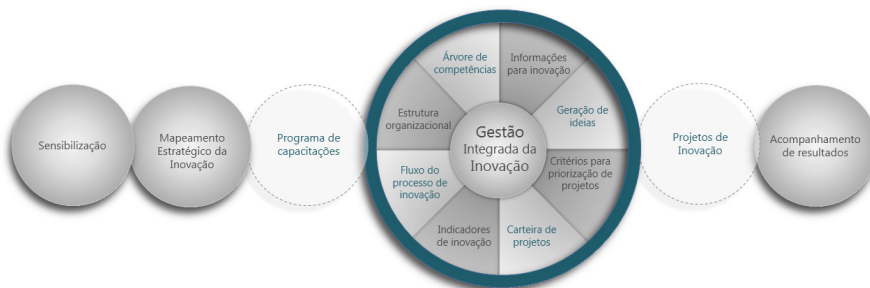 Sensibilização
Mapeamento
Estratégico da
Inovação
Programa de
capacitações
Árvore de
competências
Informações
para inovação
Estrutura
organizacional
Geração de
ideias
Gestão
Integrada da
Inovação
Fluxo do
processo de
inovação
Critérios para
priorização de
projetos
Indicadores
de inovação
Carteira de
projetos
Projetos de
Inovação
Acompanhamento
de resultados